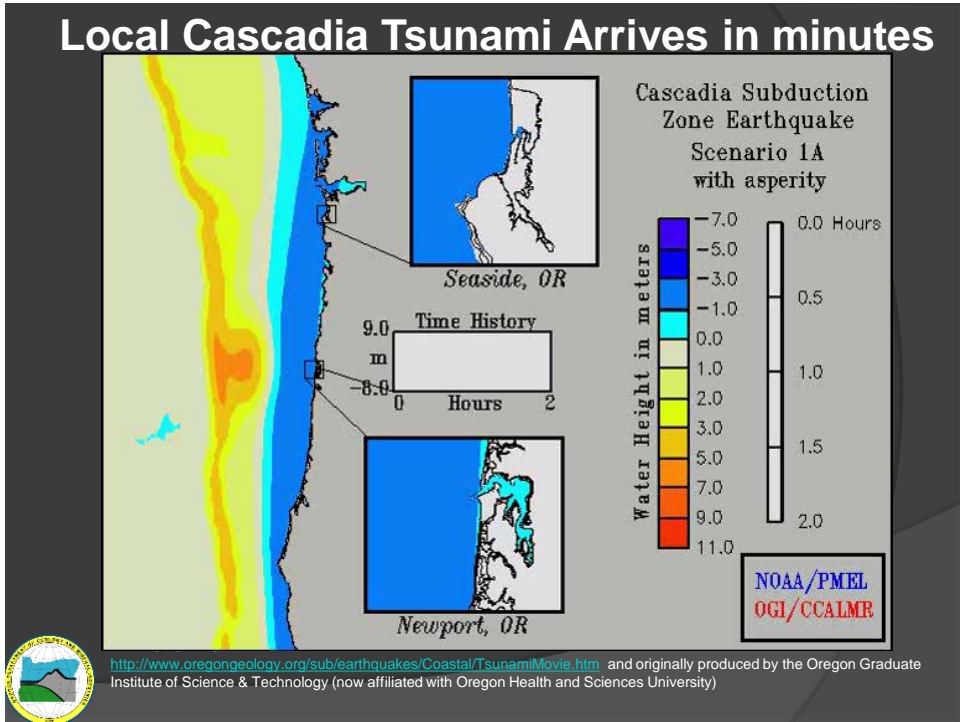 Local Cascadia Tsunami Arrives in minutes
Cascadia Subduction
Zone Earthquake
Scenario 1A
with asperity
Seaside, OR
Time History
9.0
m
-8.0
0 Hours 2
Newport, OR
Water Height in meters
-7.0
-5.0
-3.0
-1.0
0.0
1.0
2.0
3.0
5.0
7.0
9.0
11.0
0.0 Hours
0.5
1.0
1.5
2.0
NOAA/PMEL
OGI/CCALMR
http://www.oregongeology.org/sub/earthquakes/Coastal/TsunamiMovie.htm and originally produced by the Oregon Graduate
Institute of Science & Technology (now affiliated with Oregon Health and Sciences University)